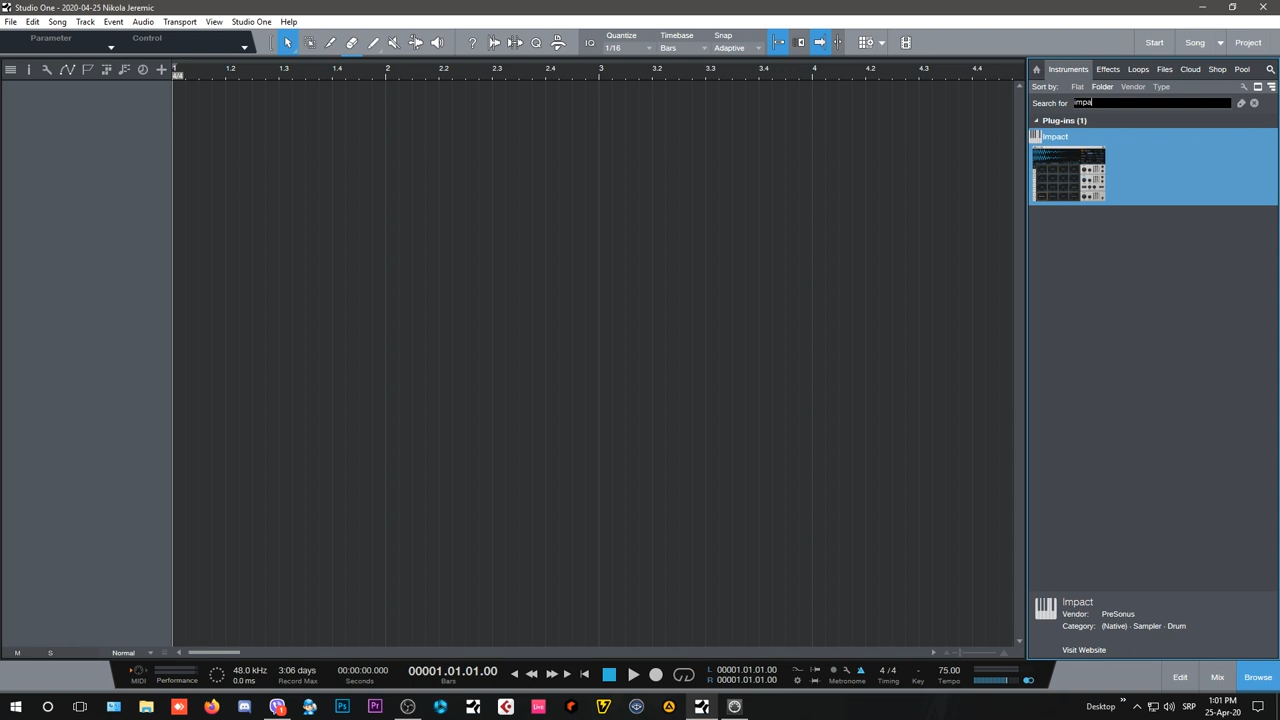 Studio One - 2020-04-25 Nikola Jeremic
File Edit Song Track Event Audio Transport View Studio One Help
Parameter Control
Quantize Timebase Snap
1/16 Bars Adaptive
IQ
Start Song Project
1.2 1.3 1.4 2 2.2 2.3 2.4 3 3.2 3.3 3.4 4 4.2 4.3 4.4
4/4
Instruments Effects Loops Files Cloud Shop Pool
Sort by: Flat Folder Vendor Type
Search for impa
Plug-ins (1)
Impact
Impact
Vendor: PreSonus
Category: (Native) - Sampler - Drum
Visit Website
M S Normal
MIDI Performance
48.0 kHz
0.0 ms
3:06 days
Record Max
00:00:00.000
Seconds
00001.01.01.00
Bars
L 00001.01.01.00
R 00001.01.01.00
Metronome
4 / 4
Timing
-
Key
75.00
Tempo
Edit Mix Browse
Desktop SRP 1:01 PM
25-Apr-20